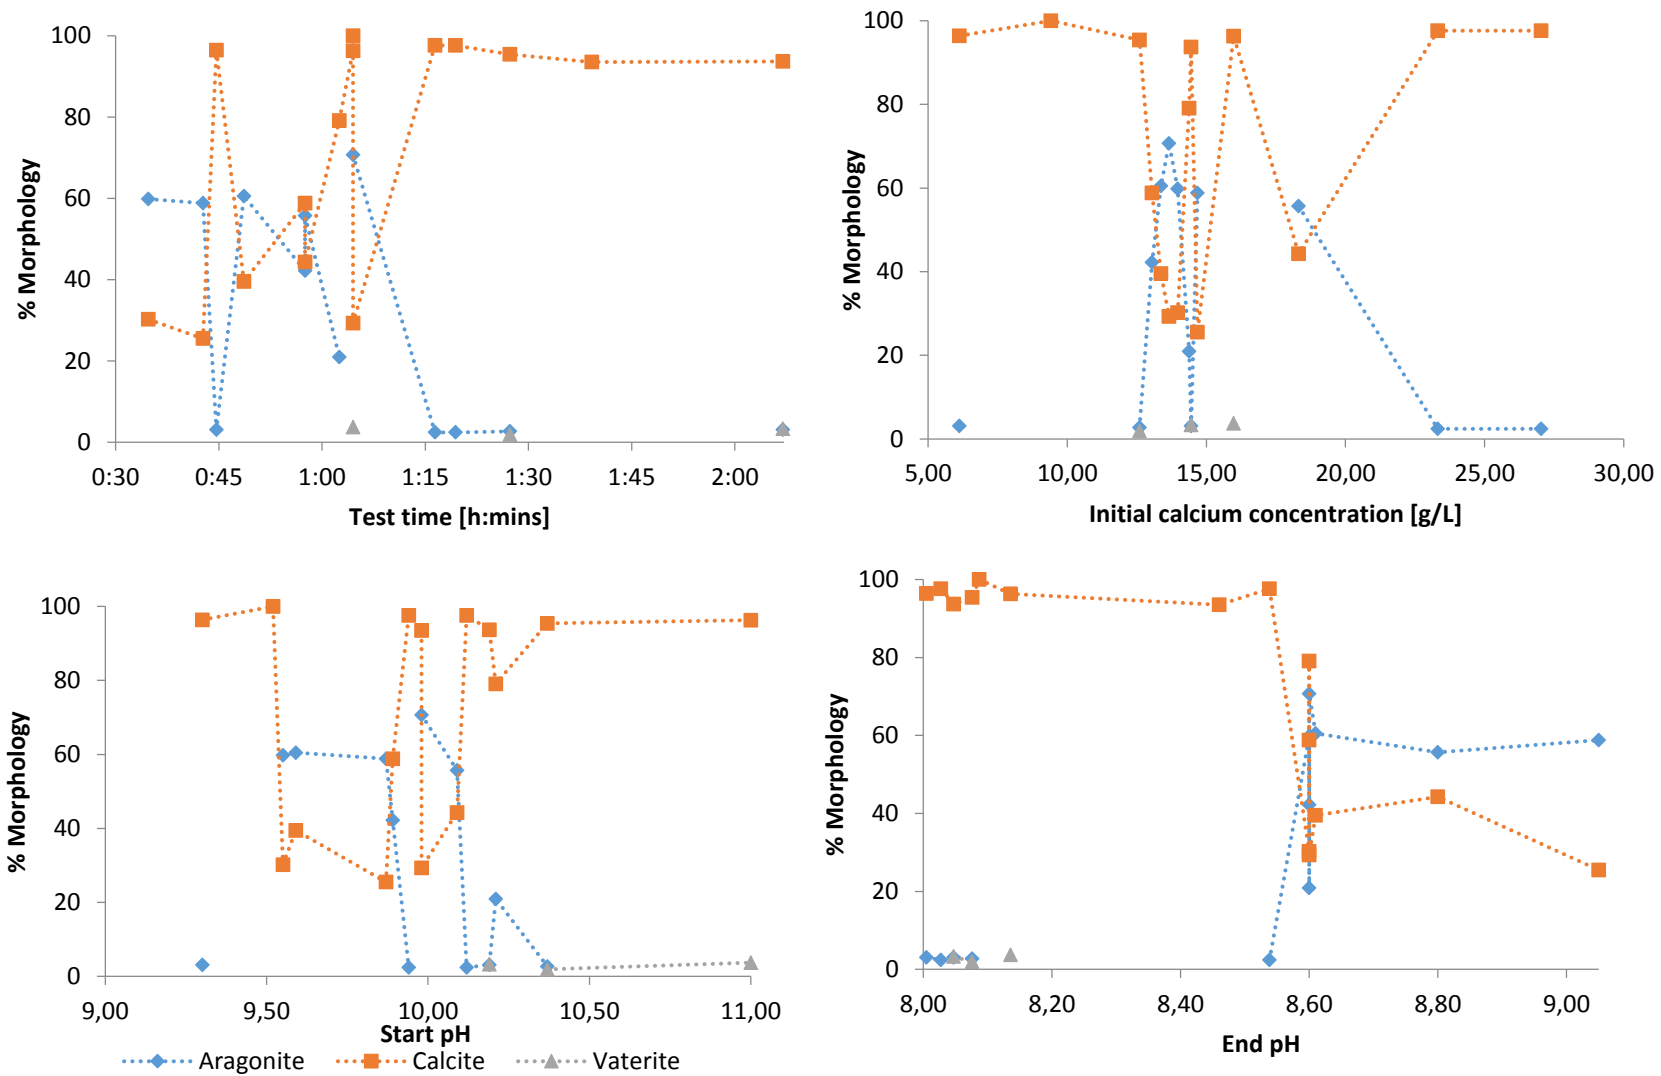 100
80
60
40
20
0
% Morphology
0:30 0:45 1:00 1:15 1:30 1:45 2:00
Test time [h:mins]
100
80
60
40
20
0
% Morphology
5,00 10,00 15,00 20,00 25,00 30,00
Initial calcium concentration [g/L]
100
80
60
40
20
0
% Morphology
9,00 9,50 10,00 10,50 11,00
Start pH
100
80
60
40
20
0
% Morphology
8,00 8,20 8,40 8,60 8,80 9,00
End pH
Aragonite Calcite Vaterite